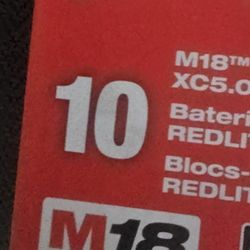 10
M18™
XC5.0
Bateri
REDLIT
Blocs-
REDLIT
M18